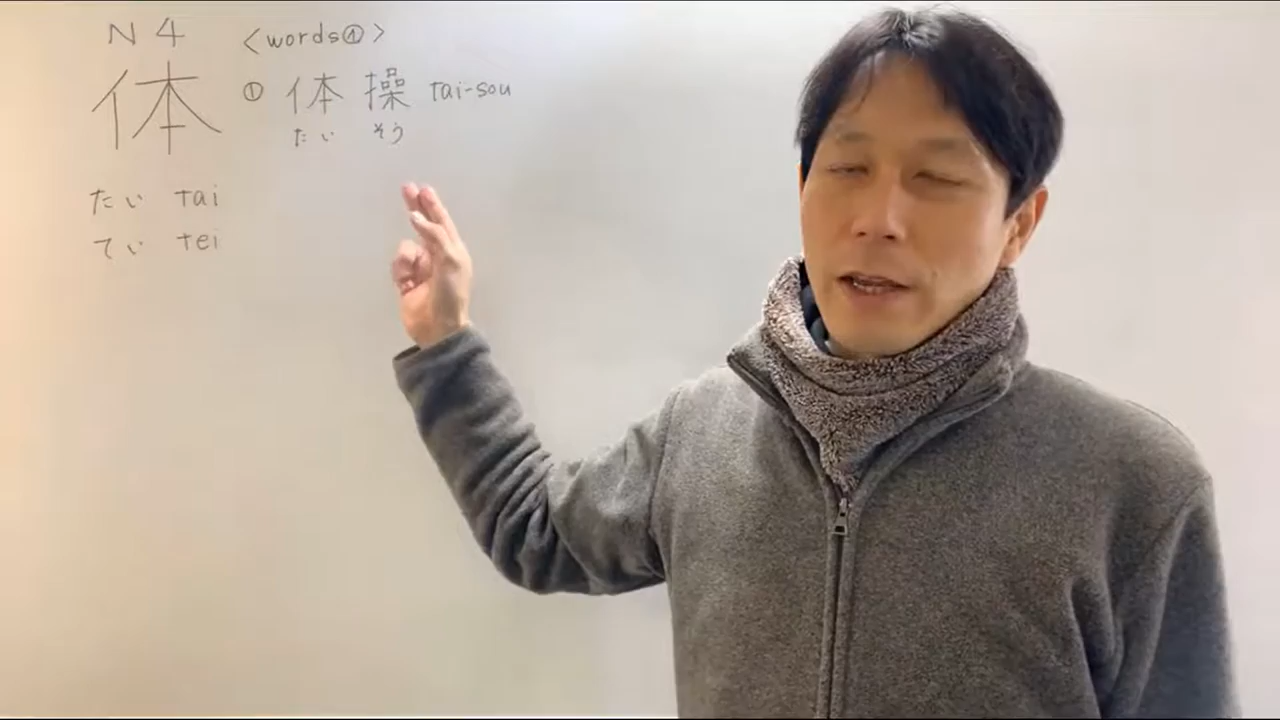 N4
体
たい tai
てい tei
<words①>
① 体操 tai-sou
たい そう